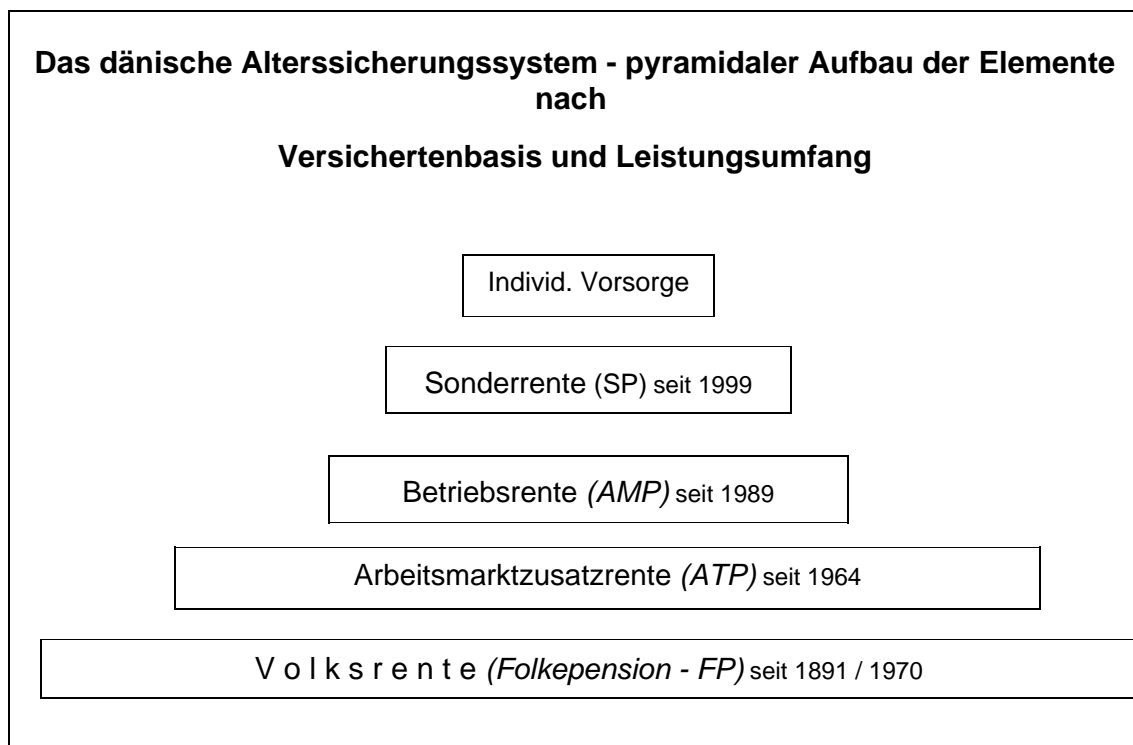 Das dänische Alterssicherungssystem - pyramidaler Aufbau der Elemente
nach
Versichertenbasis und Leistungsumfang
Individ. Vorsorge
Sonderrente (SP) seit 1999
Betriebsrente (AMP) seit 1989
Arbeitsmarktzusatzrente (ATP) seit 1964
V o l k s r e n t e (Folkepension - FP) seit 1891 / 1970